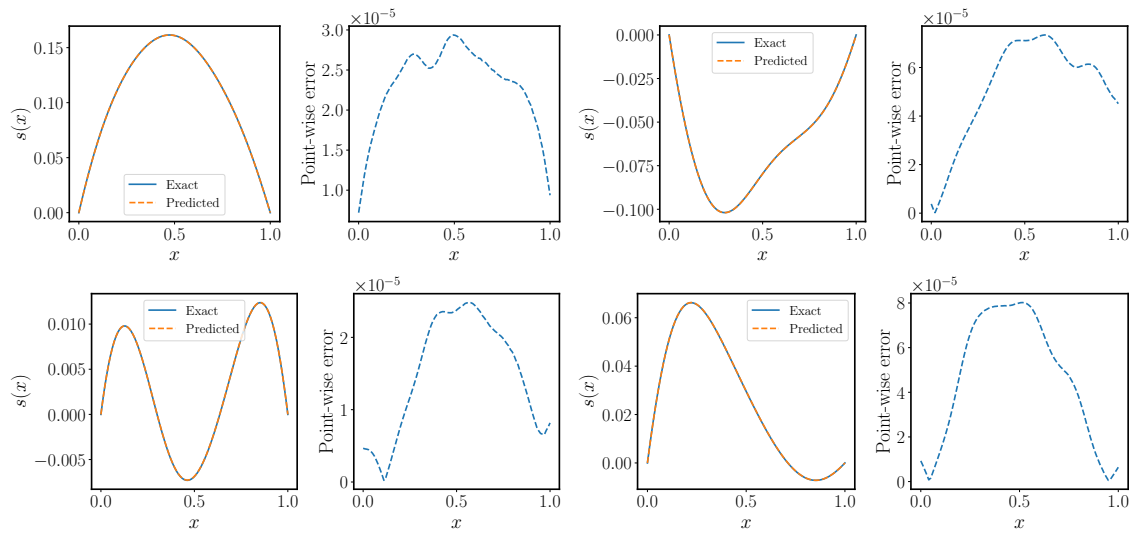 0.15
0.10
0.05
0.00
s(x)
Exact
Predicted
0.0 0.5 1.0
x
×10⁻⁵
3.0
2.5
2.0
1.5
1.0
Point-wise error
0.0 0.5 1.0
x
0.000
−0.025
−0.050
−0.075
−0.100
s(x)
Exact
Predicted
0.0 0.5 1.0
x
×10⁻⁵
6
4
2
0
Point-wise error
0.0 0.5 1.0
x
0.010
0.005
0.000
−0.005
s(x)
Exact
Predicted
0.0 0.5 1.0
x
×10⁻⁵
2
1
0
Point-wise error
0.0 0.5 1.0
x
0.06
0.04
0.02
0.00
s(x)
Exact
Predicted
0.0 0.5 1.0
x
×10⁻⁵
8
6
4
2
0
Point-wise error
0.0 0.5 1.0
x